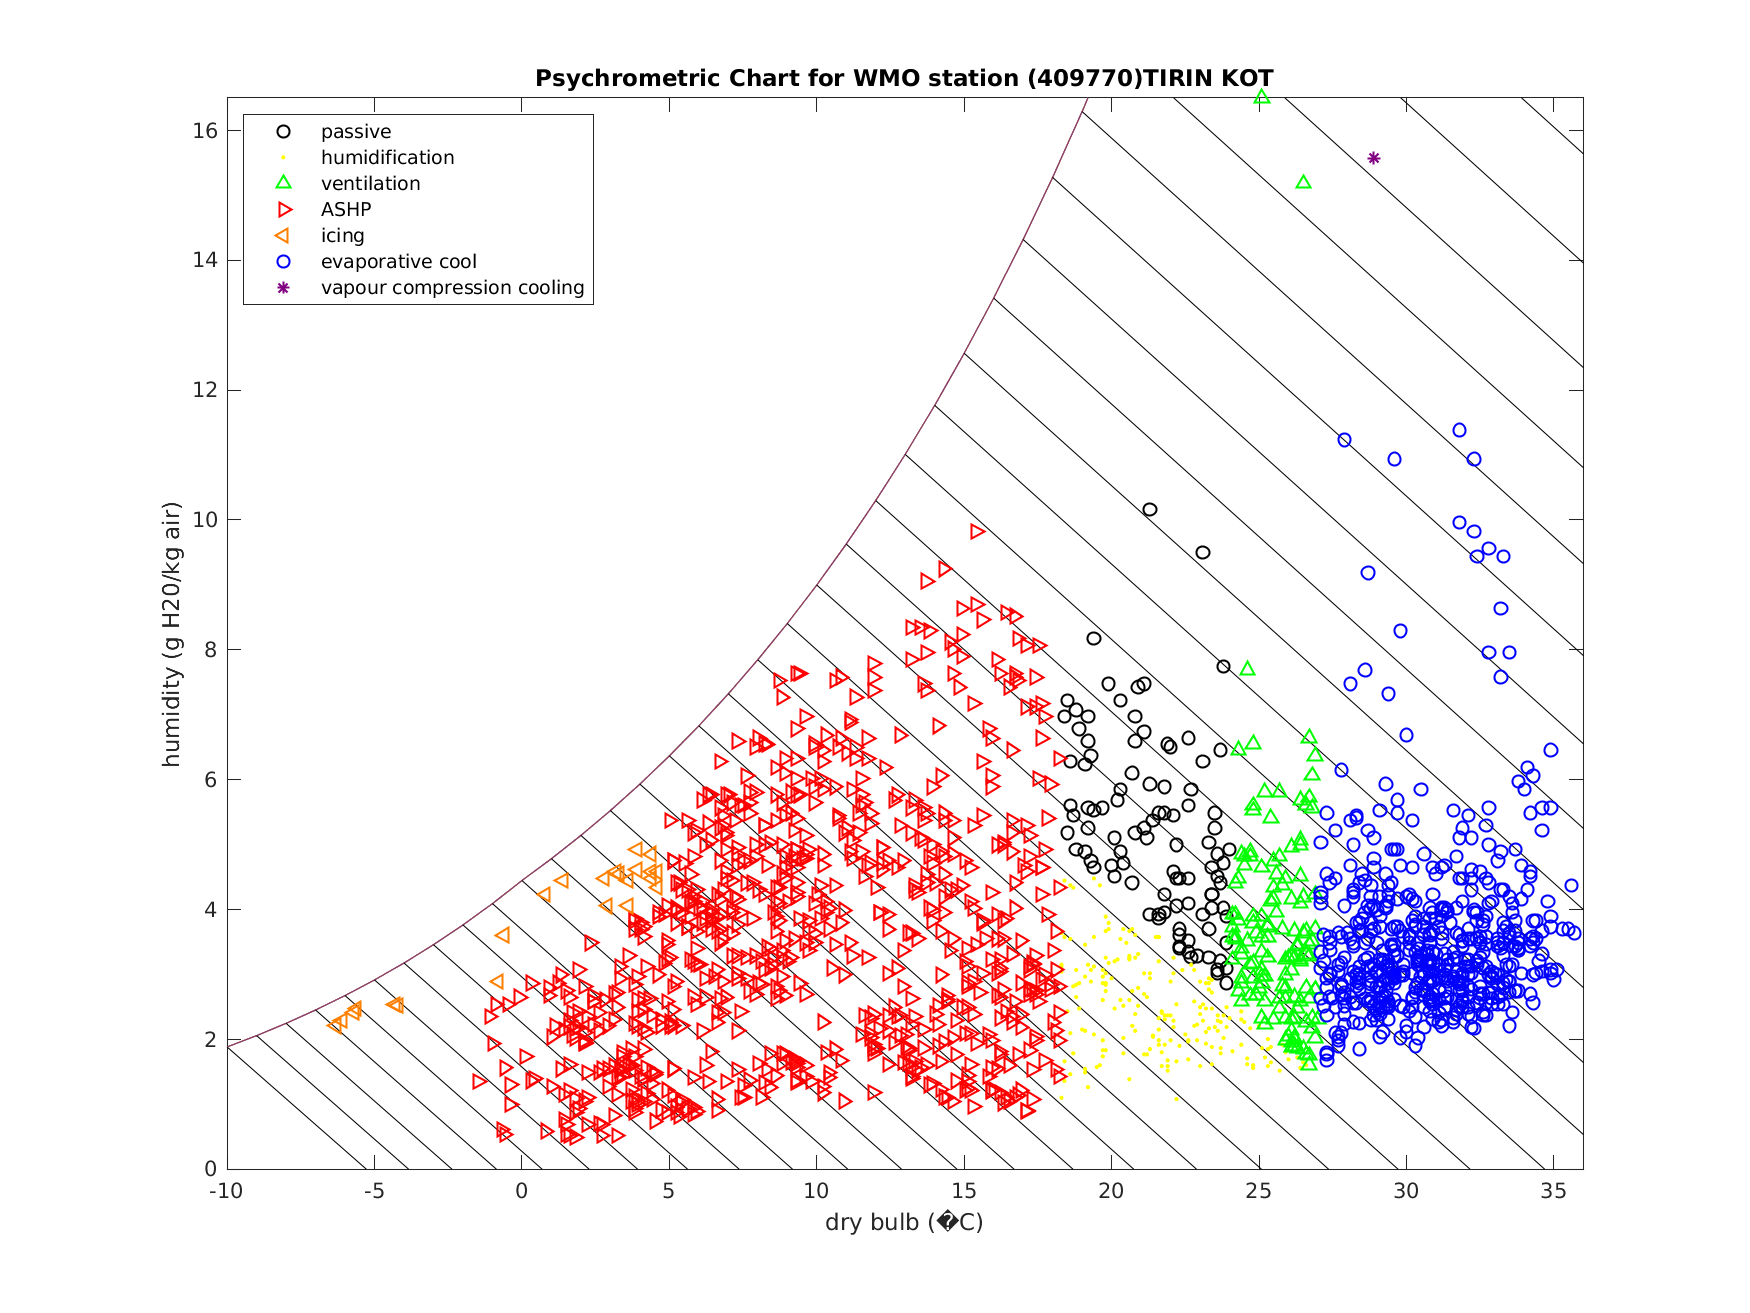 Psychrometric Chart for WMO station (409770)TIRIN KOT
passive
humidification
ventilation
ASHP
icing
evaporative cool
vapour compression cooling
humidity (g H20/kg air)
16
14
12
10
8
6
4
2
0
-10 -5 0 5 10 15 20 25 30 35
dry bulb (�C)